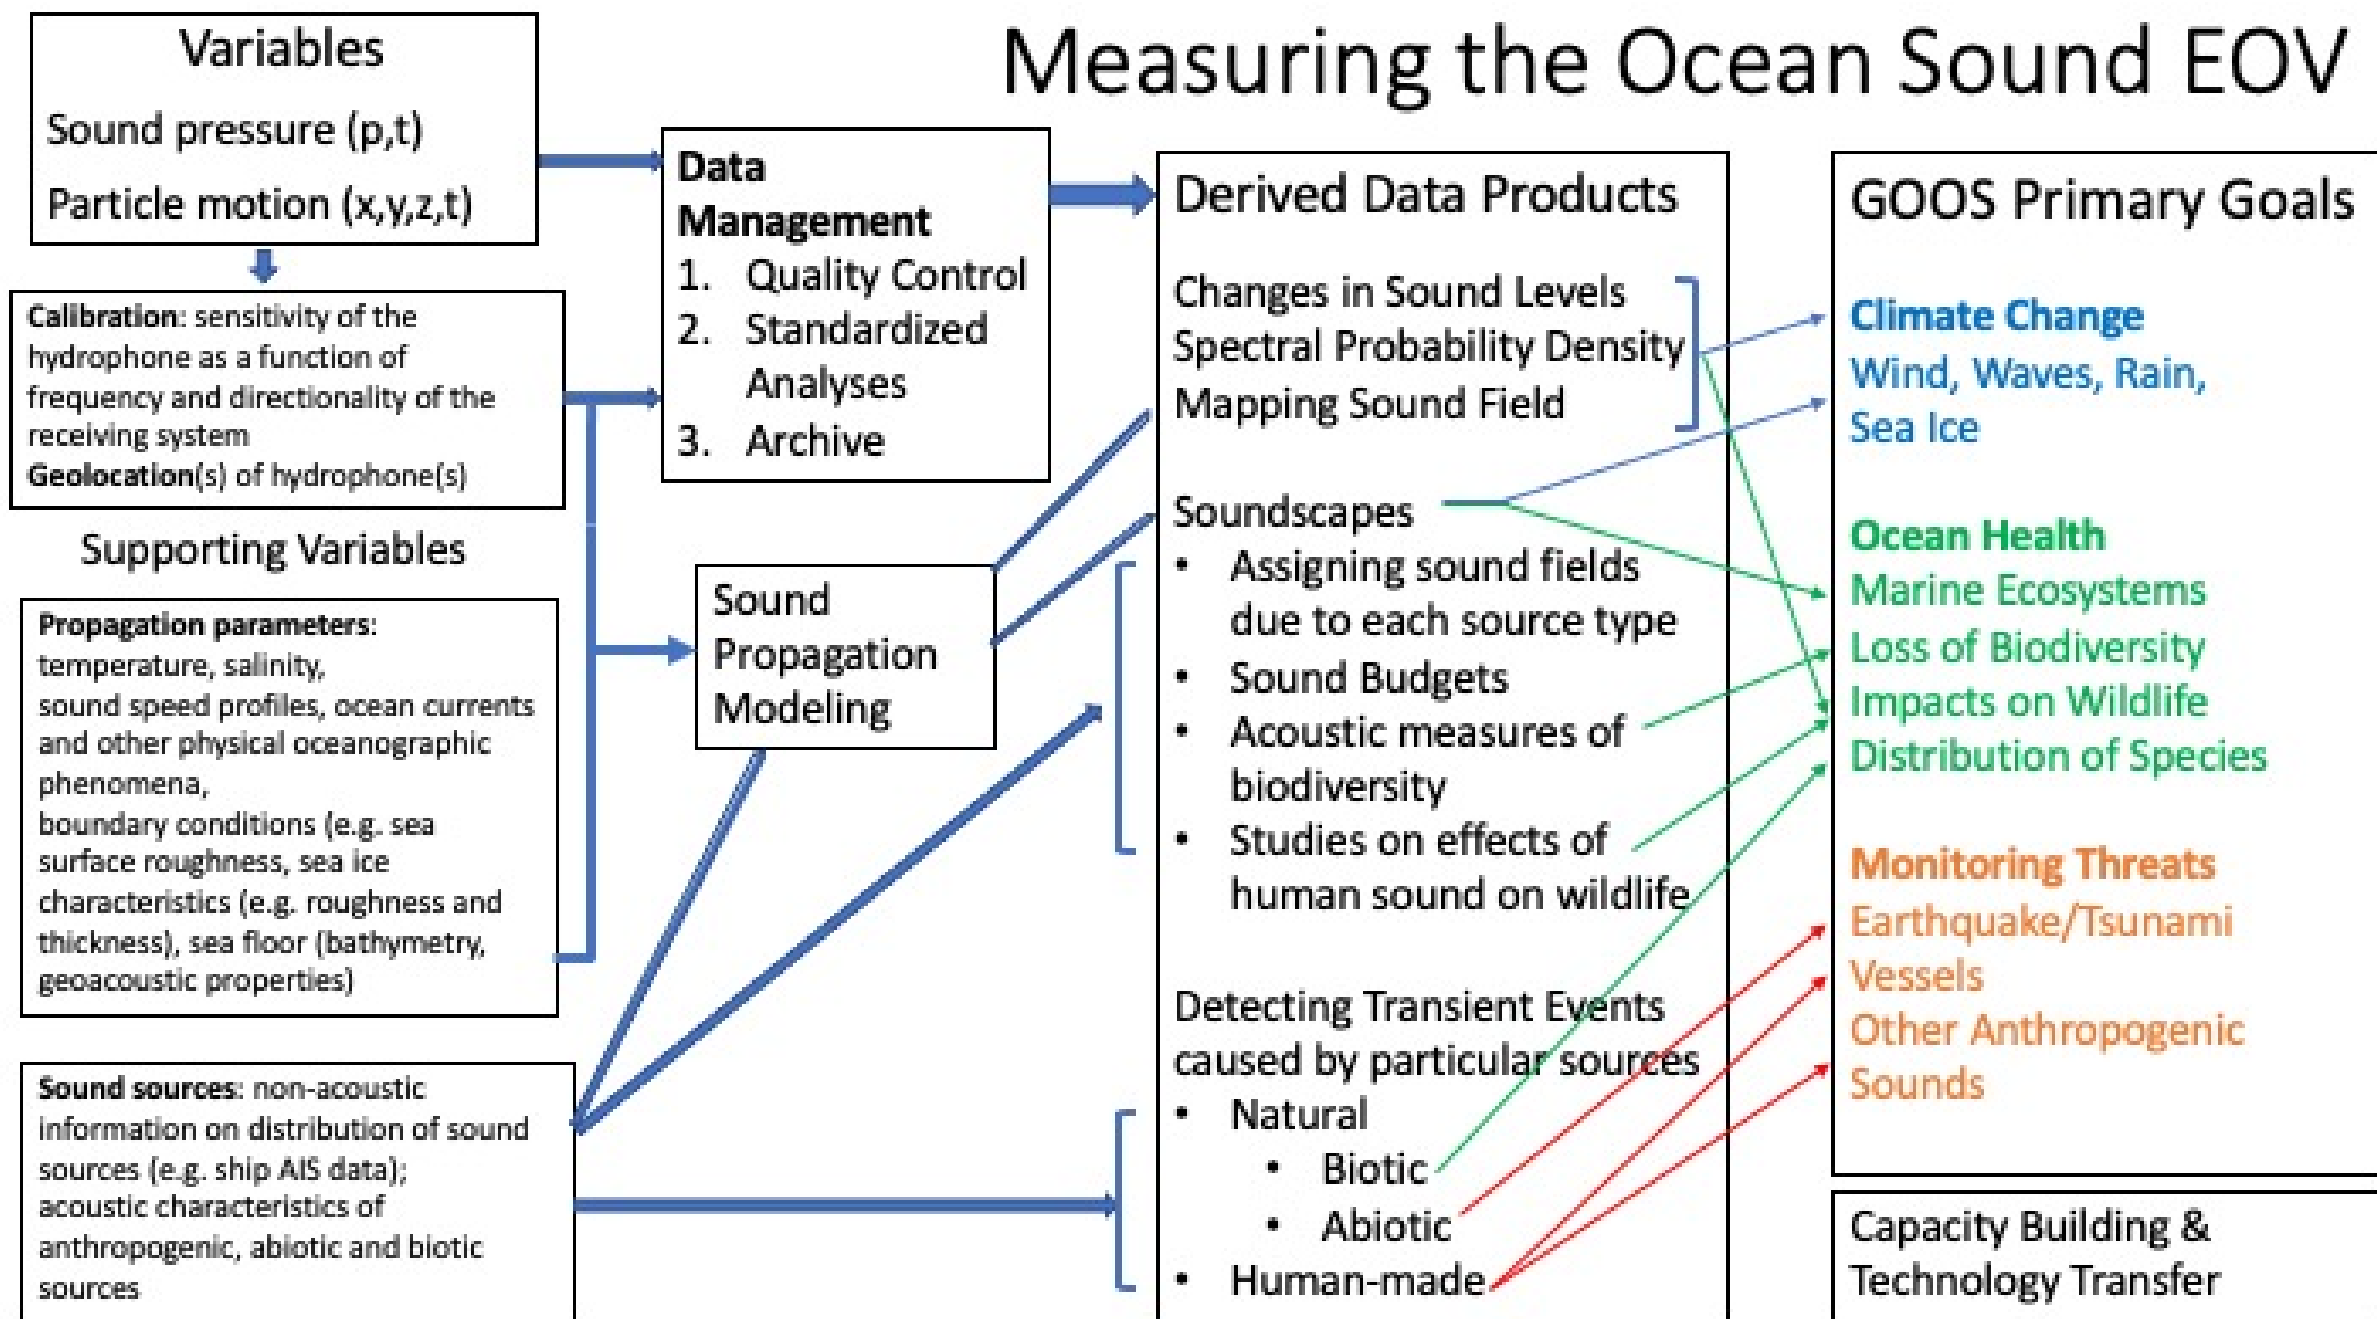 Measuring the Ocean Sound EOV
Variables
Sound pressure (p,t)
Particle motion (x,y,z,t)
Calibration: sensitivity of the
hydrophone as a function of
frequency and directionality of the
receiving system
Geolocation(s) of hydrophone(s)
Supporting Variables
Propagation parameters:
temperature, salinity,
sound speed profiles, ocean currents
and other physical oceanographic
phenomena,
boundary conditions (e.g. sea
surface roughness, sea ice
characteristics (e.g. roughness and
thickness), sea floor (bathymetry,
geoacoustic properties)
Sound sources: non-acoustic
information on distribution of sound
sources (e.g. ship AIS data);
acoustic characteristics of
anthropogenic, abiotic and biotic
sources
Data
Management
1. Quality Control
2. Standardized
Analyses
3. Archive
Sound
Propagation
Modeling
Derived Data Products
Changes in Sound Levels
Spectral Probability Density
Mapping Sound Field
Soundscapes
• Assigning sound fields
due to each source type
• Sound Budgets
• Acoustic measures of
biodiversity
• Studies on effects of
human sound on wildlife
Detecting Transient Events
caused by particular sources
• Natural
• Biotic
• Abiotic
• Human-made
GOOS Primary Goals
Climate Change
Wind, Waves, Rain,
Sea Ice
Ocean Health
Marine Ecosystems
Loss of Biodiversity
Impacts on Wildlife
Distribution of Species
Monitoring Threats
Earthquake/Tsunami
Vessels
Other Anthropogenic
Sounds
Capacity Building &
Technology Transfer